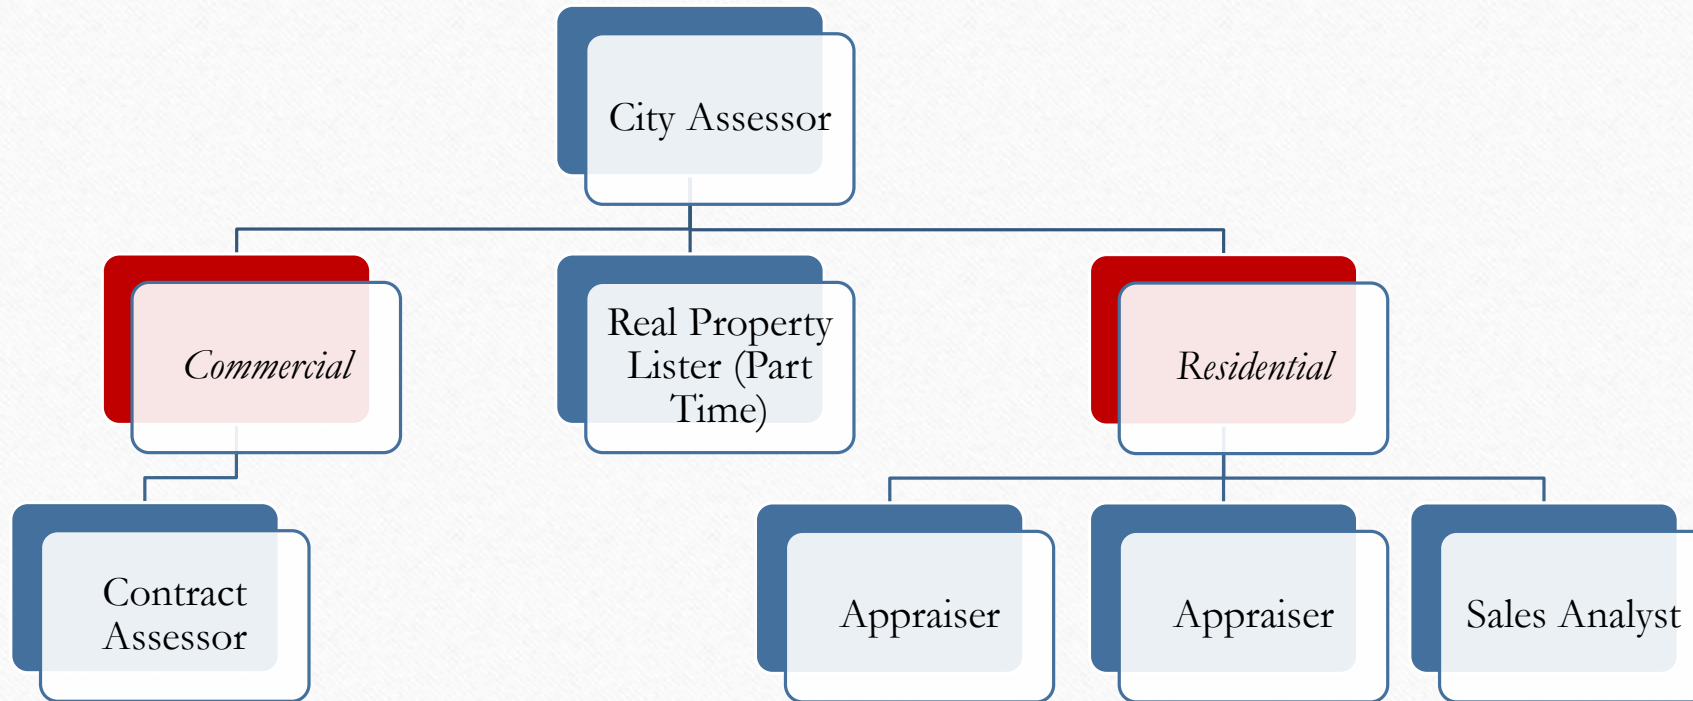 City Assessor
Commercial
Real Property
Lister (Part
Time)
Residential
Contract
Assessor
Appraiser
Appraiser
Sales Analyst